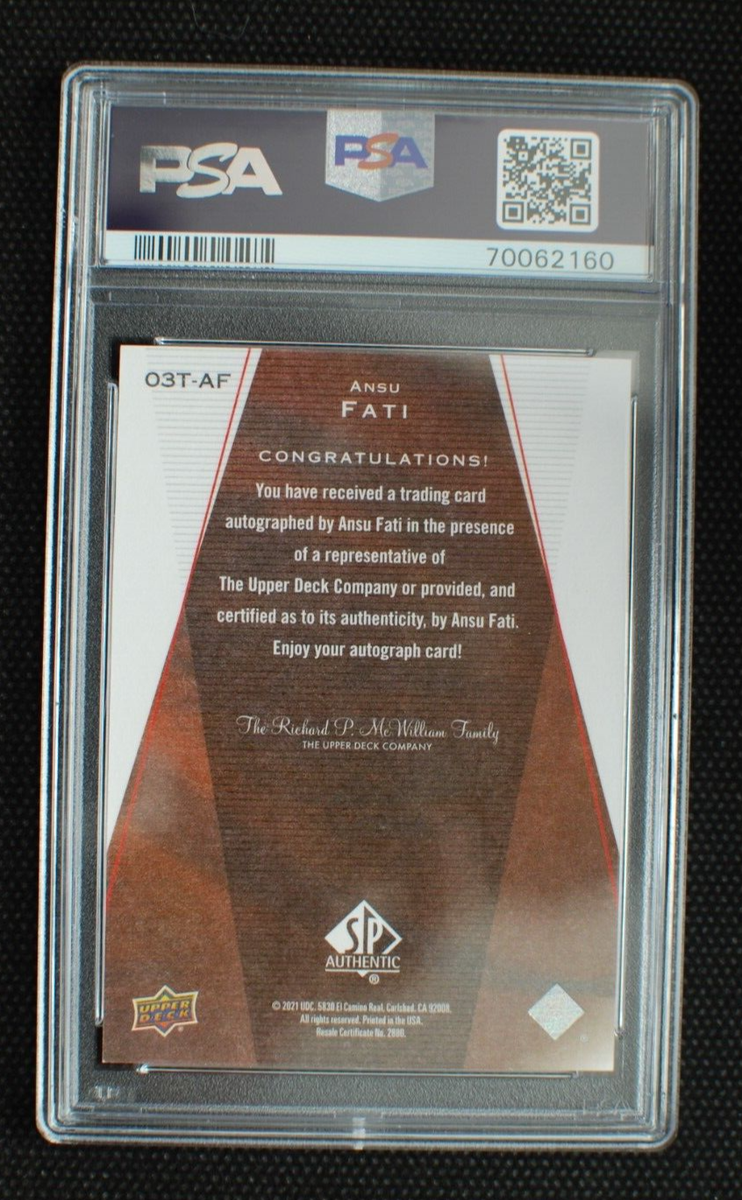 PSA
PSA
70062160
03T-AF
ANSU
FATI
CONGRATULATIONS!
You have received a trading card
autographed by Ansu Fati in the presence
of a representative of
The Upper Deck Company or provided, and
certified as to its authenticity, by Ansu Fati.
Enjoy your autograph card!
The Richard P. McWilliam Family
THE UPPER DECK COMPANY
SP
AUTHENTIC
®
UPPER
DECK
© 2021 UDC. 5830 El Camino Real, Carlsbad, CA 92008.
All rights reserved. Printed in the USA.
Resale Certificate No. 2880.